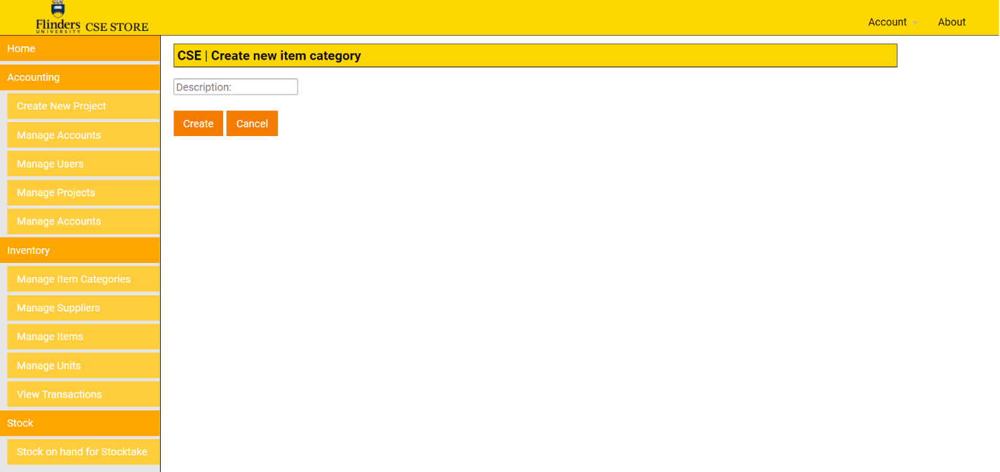 Flinders
UNIVERSITY
CSE STORE
Account
About
Home
Accounting
Create New Project
Manage Accounts
Manage Users
Manage Projects
Manage Accounts
Inventory
Manage Item Categories
Manage Suppliers
Manage Items
Manage Units
View Transactions
Stock
Stock on hand for Stocktake
CSE | Create new item category
Description:
Create
Cancel